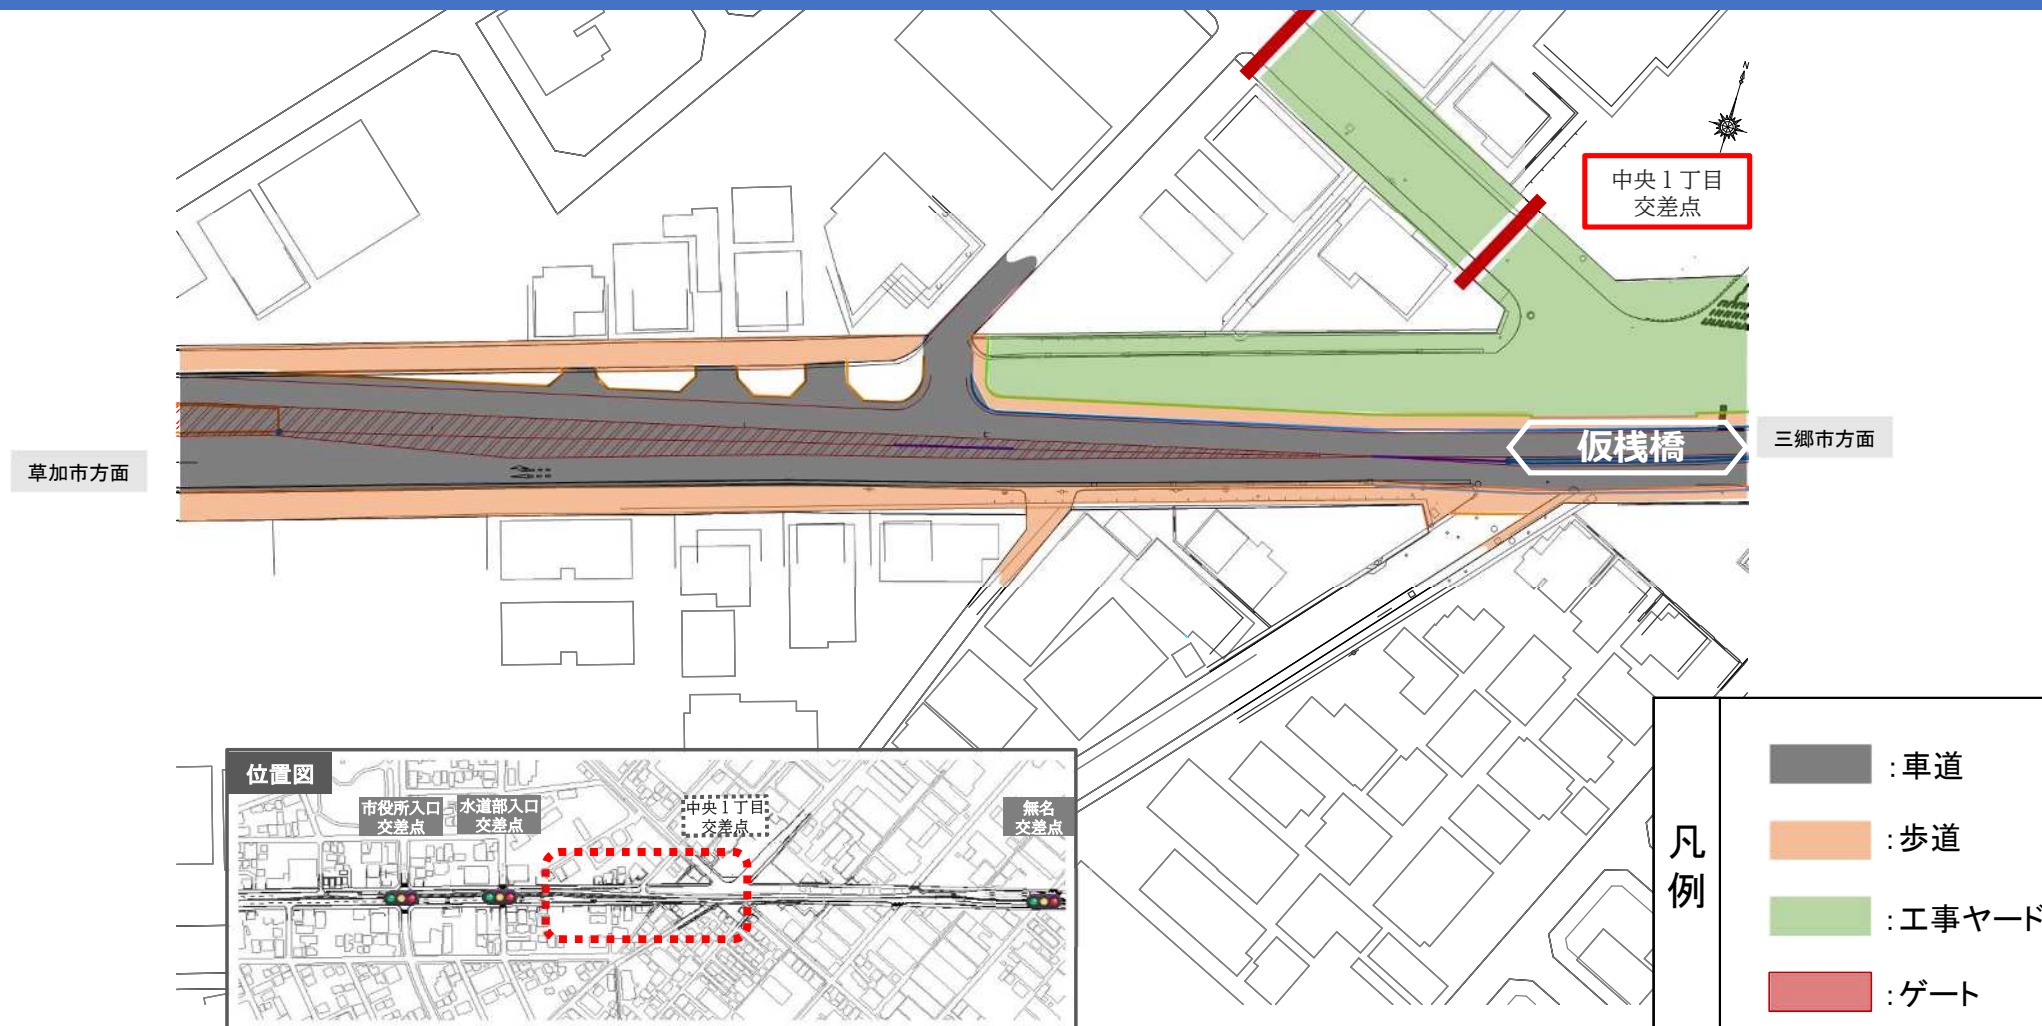 N
中央１丁目
交差点
仮桟橋
三郷市方面
草加市方面
位置図
市役所入口
交差点
水道部入口
交差点
中央１丁目
交差点
無名
交差点
凡例
：車道
：歩道
：工事ヤード
：ゲート